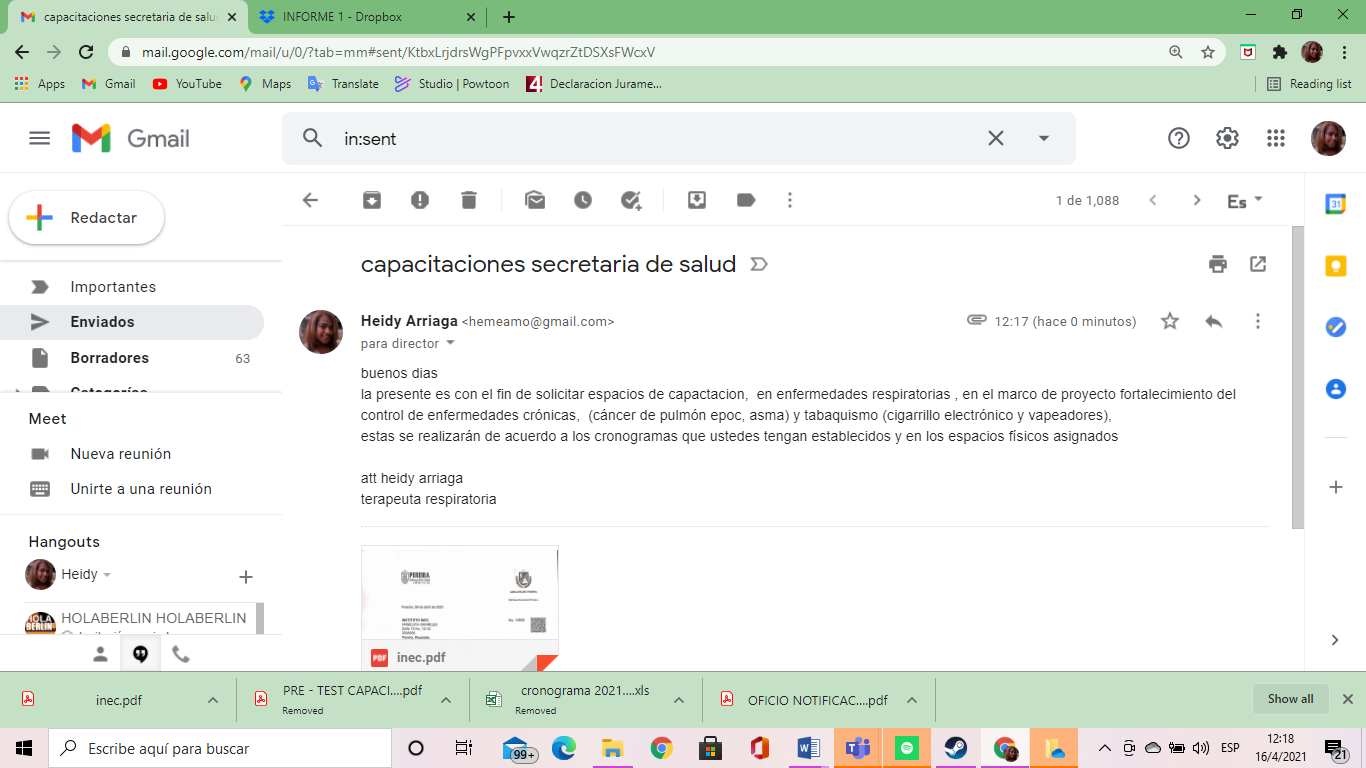 capacitaciones secretaria de salu
INFORME 1 - Dropbox
mail.google.com/mail/u/0/?tab=mm#sent/KtbxLrjdrsWgPFpvxxVwqzrZtDSXsFWcxV
Apps Gmail YouTube Maps Translate Studio | Powtoon Declaracion Jurame... Reading list
Gmail
in:sent
Redactar
1 de 1,088
Es
31
Importantes
Enviados
Borradores 63
Categorías
Meet
Nueva reunión
Unirte a una reunión
Hangouts
Heidy
HOLABERLIN HOLABERLIN
capacitaciones secretaria de salud
Heidy Arriaga <hemeamo@gmail.com>
12:17 (hace 0 minutos)
para director
buenos dias
la presente es con el fin de solicitar espacios de capactacion, en enfermedades respiratorias , en el marco de proyecto fortalecimiento del
control de enfermedades crónicas, (cáncer de pulmón epoc, asma) y tabaquismo (cigarrillo electrónico y vapeadores),
estas se realizarán de acuerdo a los cronogramas que ustedes tengan establecidos y en los espacios físicos asignados
att heidy arriaga
terapeuta respiratoria
PEREIRA
PDF inec.pdf
inec.pdf
PRE - TEST CAPACI....pdf
Removed
cronograma 2021....xls
Removed
OFICIO NOTIFICAC....pdf
Show all
Escribe aquí para buscar
99+
ESP
12:18
16/4/2021
21